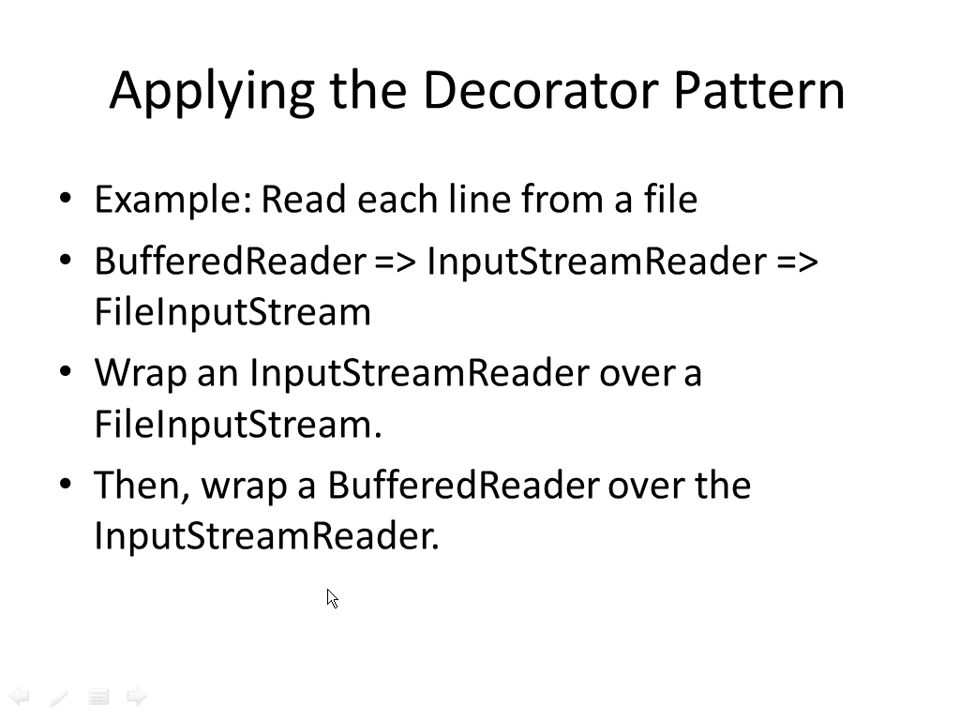 Applying the Decorator Pattern
• Example: Read each line from a file
• BufferedReader => InputStreamReader =>
FileInputStream
• Wrap an InputStreamReader over a
FileInputStream.
• Then, wrap a BufferedReader over the
InputStreamReader.